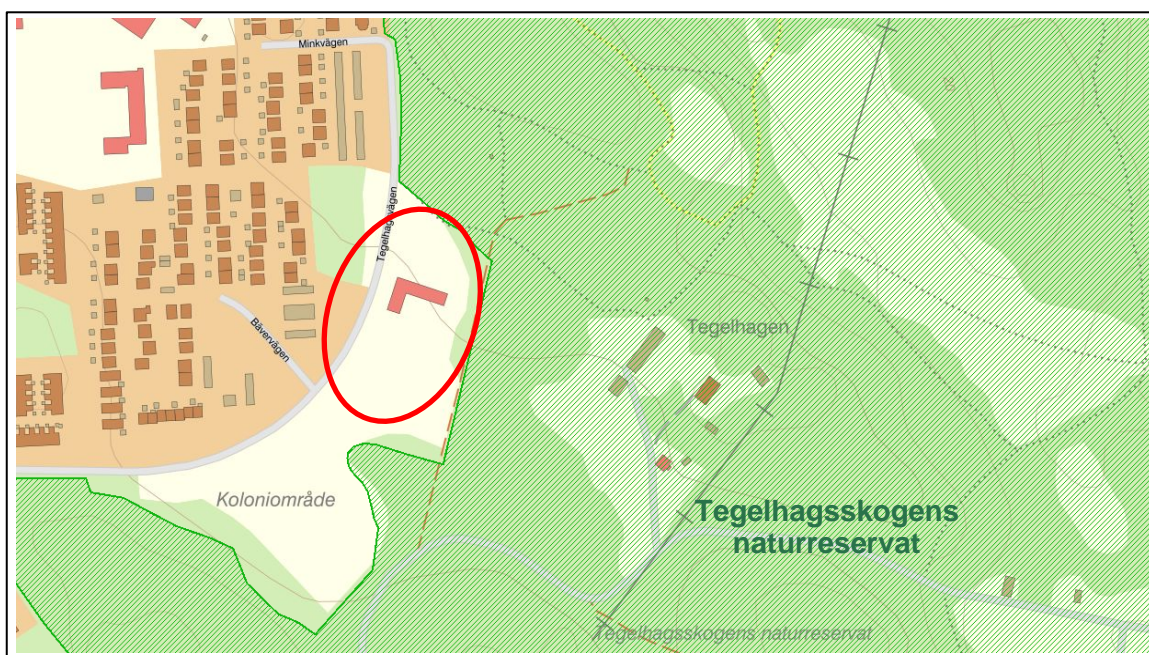 Minkvägen
Tegelhagsvägen
Bävervägen
Tegelhagen
Koloniområde
Tegelhagsskogens
naturreservat
Tegelhagsskogens naturreservat